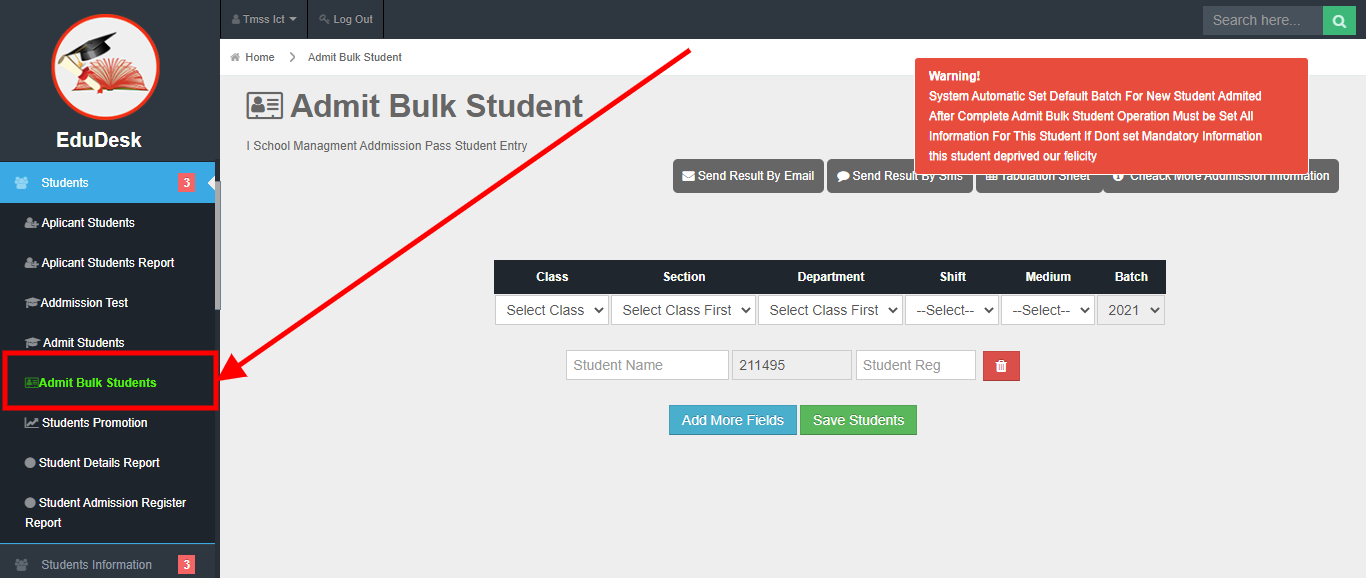 Tmss Ict
Log Out
Search here...
EduDesk
Home
Admit Bulk Student
Warning!
System Automatic Set Default Batch For New Student Admited
After Complete Admit Bulk Student Operation Must be Set All
Information For This Student If Dont set Mandatory Information
this student deprived our felicity
Admit Bulk Student
I School Managment Addmission Pass Student Entry
Send Result By Email
Send Result By Sms
Tabulation Sheet
Cheack More Addmission Information
Students 3
Aplicant Students
Aplicant Students Report
Addmission Test
Admit Students
Admit Bulk Students
Students Promotion
Student Details Report
Student Admission Register
Report
Students Information 3
Class Section Department Shift Medium Batch
Select Class Select Class First Select Class First --Select-- --Select-- 2021
Student Name 211495 Student Reg
Add More Fields Save Students